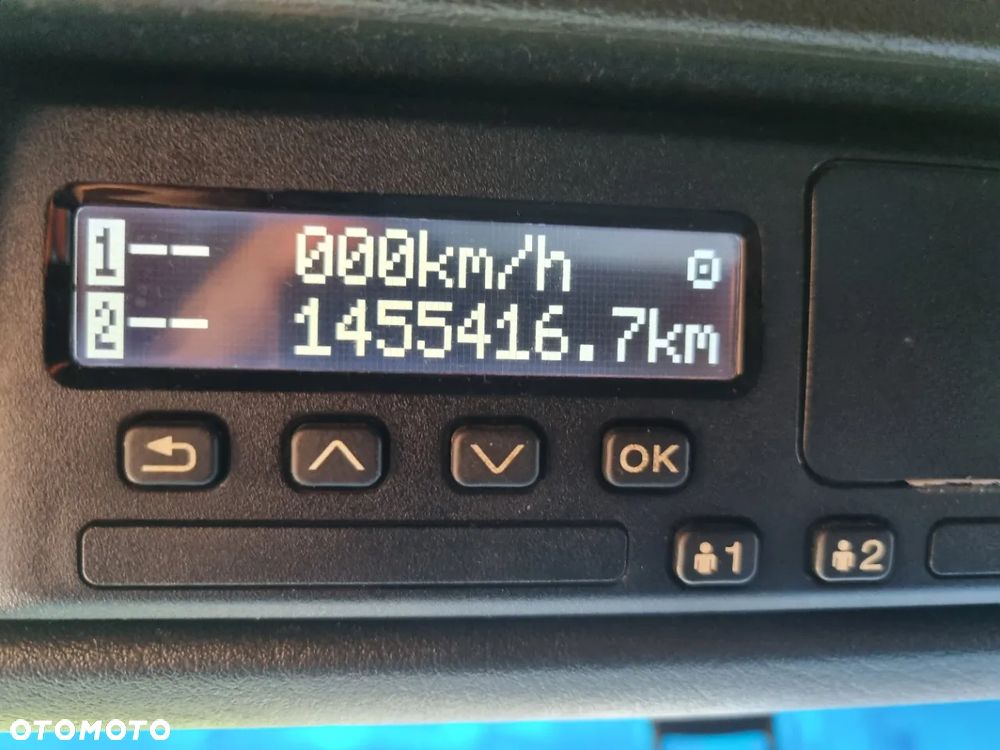 1-- 000km/h
2-- 1455416.7km
OK
1 2
OTOMOTO